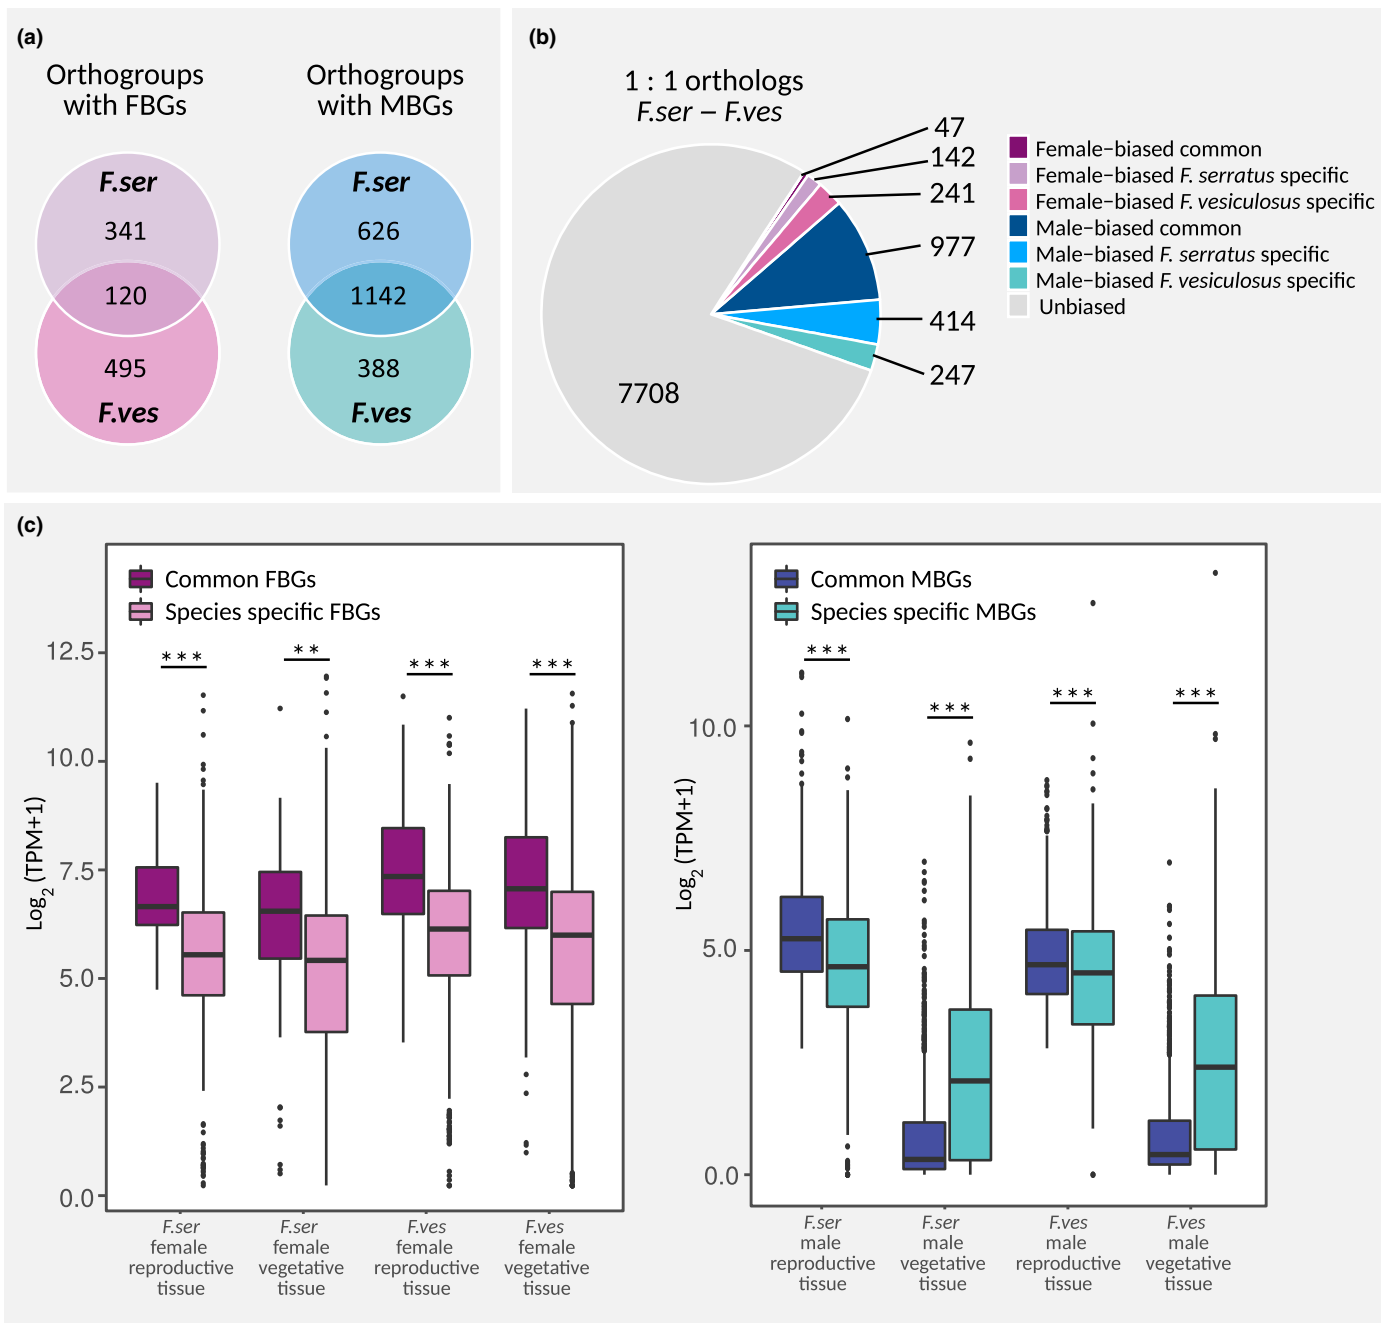 (a)
Orthogroups
with FBGs
F.ser
341
120
495
F.ves
Orthogroups
with MBGs
F.ser
626
1142
388
F.ves
(b)
1 : 1 orthologs
F.ser – F.ves
47
142
241
977
414
247
7708
Female–biased common
Female–biased F. serratus specific
Female–biased F. vesiculosus specific
Male–biased common
Male–biased F. serratus specific
Male–biased F. vesiculosus specific
Unbiased
(c)
Common FBGs
Species specific FBGs
***
**
***
***
12.5
10.0
7.5
5.0
2.5
0.0
Log2 (TPM+1)
F.ser
female
reproductive
tissue
F.ser
female
vegetative
tissue
F.ves
female
reproductive
tissue
F.ves
female
vegetative
tissue
Common MBGs
Species specific MBGs
***
***
***
***
10.0
5.0
0.0
Log2 (TPM+1)
F.ser
male
reproductive
tissue
F.ser
male
vegetative
tissue
F.ves
male
reproductive
tissue
F.ves
male
vegetative
tissue